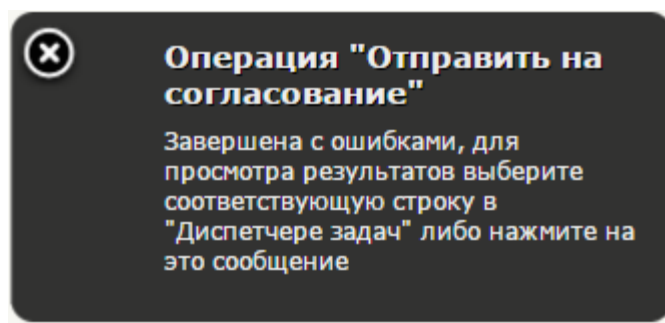 Операция "Отправить на
согласование"
Завершена с ошибками, для
просмотра результатов выберите
соответствующую строку в
"Диспетчере задач" либо нажмите на
это сообщение